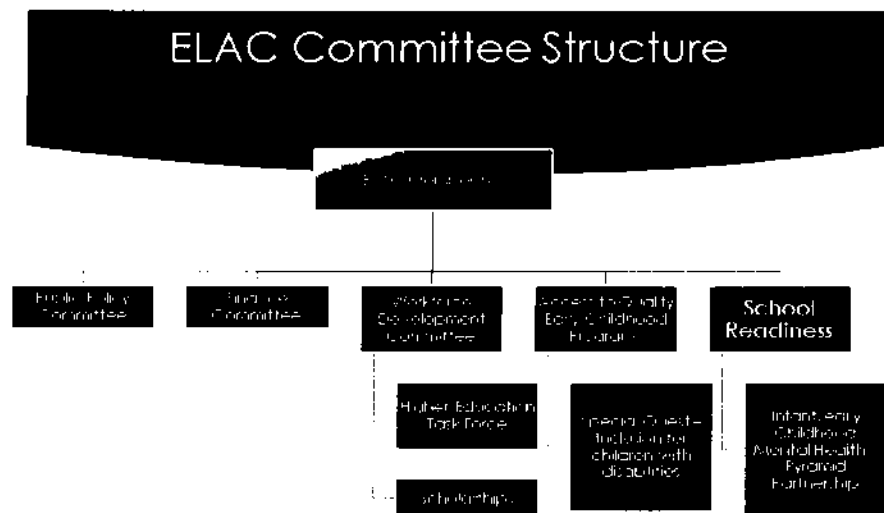 ELAC Committee Structure
Public Policy
Committee
Finance
Committee
Workforce
Development
Committee
Access to Quality
Early Childhood
Programs
School
Readiness
Higher Education
Task Force
Scholarships
Special Quest –
Inclusion for
children with
disabilities
Infant/Early
Childhood
Mental Health
Pyramid
Partnership